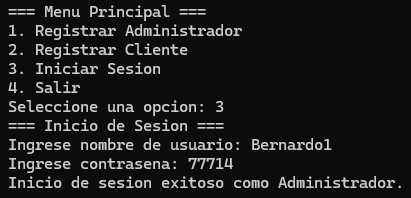 === Menu Principal ===
1. Registrar Administrador
2. Registrar Cliente
3. Iniciar Sesion
4. Salir
Seleccione una opcion: 3
=== Inicio de Sesion ===
Ingrese nombre de usuario: Bernardo1
Ingrese contrasena: 77714
Inicio de sesion exitoso como Administrador.